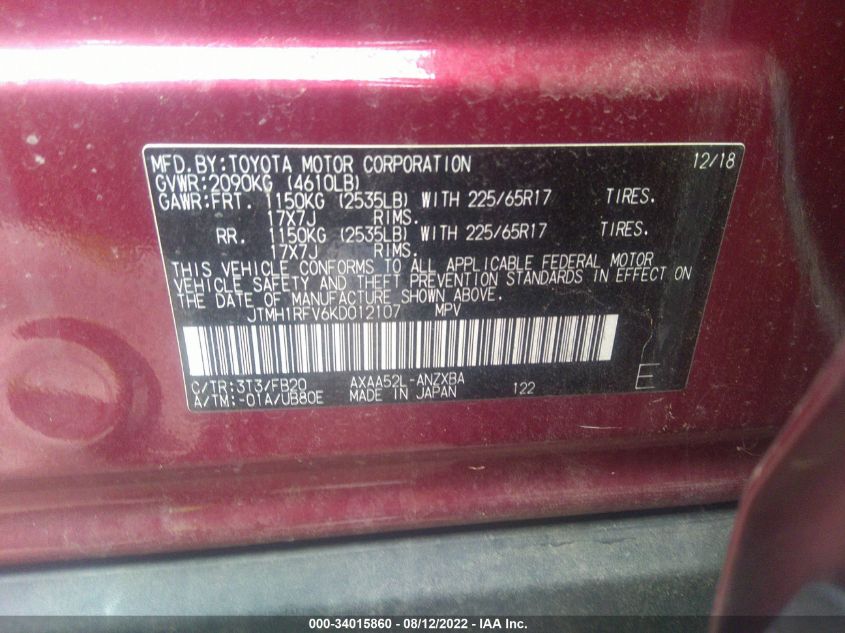 MFD. BY: TOYOTA MOTOR CORPORATION 12/18
GVWR: 2090KG (4610LB)
GAWR: FRT. 1150KG (2535LB) WITH 225/65R17 TIRES.
17X7J RIMS.
RR. 1150KG (2535LB) WITH 225/65R17 TIRES.
17X7J RIMS.
THIS VEHICLE CONFORMS TO ALL APPLICABLE FEDERAL MOTOR
VEHICLE SAFETY AND THEFT PREVENTION STANDARDS IN EFFECT ON
THE DATE OF MANUFACTURE SHOWN ABOVE.
JTMH1RFV6KD012107 MPV
C/TR: 3T3/FB20 AXAA52L-ANZXBA 122 E
A/TM: -01A/UB80E MADE IN JAPAN
000-34015860 - 08/12/2022 - IAA Inc.